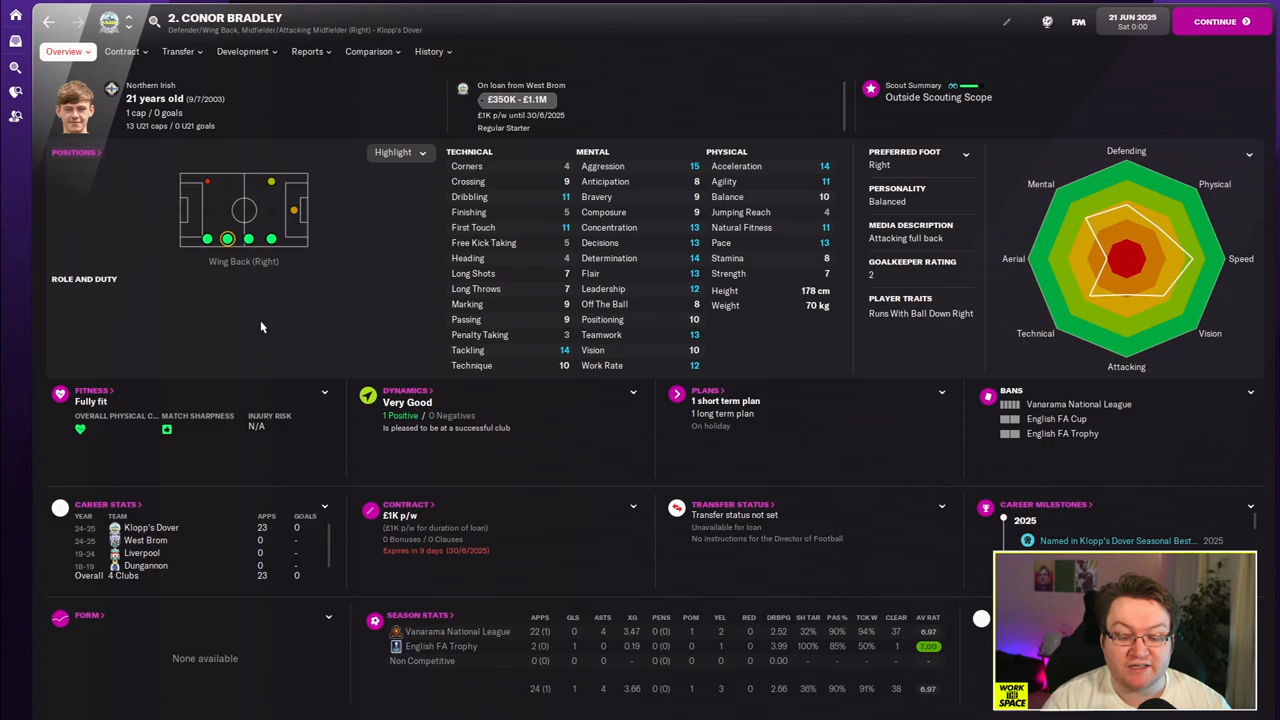 2. CONOR BRADLEY
Defender/Wing Back, Midfielder/Attacking Midfielder (Right) - Klopp's Dover
FM
21 JUN 2025
Sat 0:00
CONTINUE
Overview
Contract
Transfer
Development
Reports
Comparison
History
Northern Irish
21 years old (9/7/2003)
1 cap / 0 goals
13 U21 caps / 0 U21 goals
On loan from West Brom
£350K - £1.1M
£1K p/w until 30/6/2025
Regular Starter
Scout Summary
Outside Scouting Scope
POSITIONS
Highlight
Wing Back (Right)
ROLE AND DUTY
TECHNICAL
Corners 4
Crossing 9
Dribbling 11
Finishing 5
First Touch 11
Free Kick Taking 5
Heading 4
Long Shots 7
Long Throws 7
Marking 9
Passing 9
Penalty Taking 3
Tackling 14
Technique 10
MENTAL
Aggression 15
Anticipation 8
Bravery 9
Composure 9
Concentration 13
Decisions 13
Determination 14
Flair 13
Leadership 12
Off The Ball 8
Positioning 10
Teamwork 13
Vision 10
Work Rate 12
PHYSICAL
Acceleration 14
Agility 11
Balance 10
Jumping Reach 4
Natural Fitness 11
Pace 13
Stamina 8
Strength 7
Height 178 cm
Weight 70 kg
PREFERRED FOOT
Right
PERSONALITY
Balanced
MEDIA DESCRIPTION
Attacking full back
GOALKEEPER RATING
2
PLAYER TRAITS
Runs With Ball Down Right
Defending
Mental
Physical
Aerial
Speed
Technical
Vision
Attacking
FITNESS
Fully fit
OVERALL PHYSICAL C... MATCH SHARPNESS INJURY RISK
N/A
DYNAMICS
Very Good
1 Positive / 0 Negatives
Is pleased to be at a successful club
PLANS
1 short term plan
1 long term plan
On holiday
BANS
Vanarama National League
English FA Cup
English FA Trophy
CAREER STATS
YEAR TEAM APPS GOALS
24-25 Klopp's Dover 23 0
24-25 West Brom 0 -
19-24 Liverpool 0 -
18-19 Dungannon 0 -
Overall 4 Clubs 23 0
CONTRACT
£1K p/w
(£1K p/w for duration of loan)
0 Bonuses / 0 Clauses
Expires in 9 days (30/6/2025)
TRANSFER STATUS
Transfer status not set
Unavailable for loan
No instructions for the Director of Football
CAREER MILESTONES
2025
Named in Klopp's Dover Seasonal Best... 2025
FORM
None available
SEASON STATS
APPS GLS ASTS XG PENS POM YEL RED DRBPG SH TAR PAS % TCK W CLEAR AV RAT
Vanarama National League 22 (1) 0 4 3.47 0 (0) 1 2 0 2.52 32% 90% 94% 37 6.97
English FA Trophy 2 (0) 1 0 0.19 0 (0) 0 1 0 3.99 100% 85% 50% 1 7.00
Non Competitive 0 (0) 0 0 - 0 (0) 0 0 0 0.00 - - - - -
24 (1) 1 4 3.66 0 (0) 1 3 0 2.66 36% 90% 91% 38 6.97
WORK
THE
SPACE